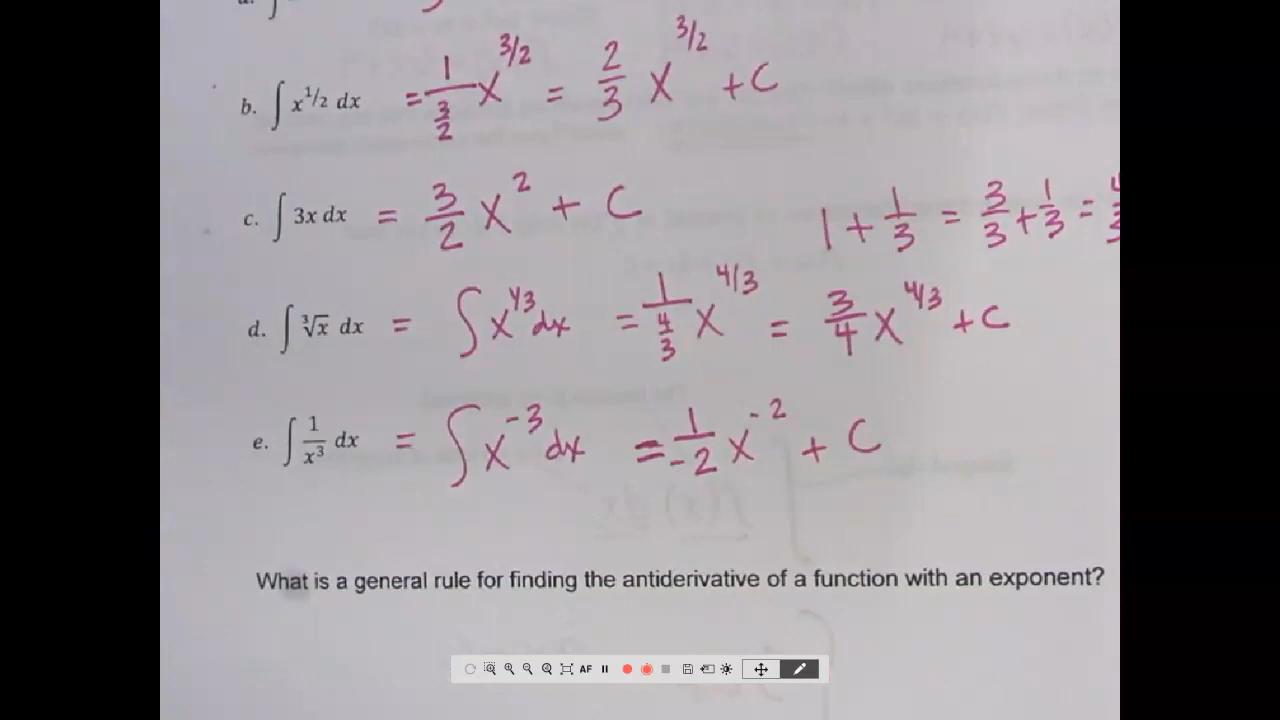 b. ∫ x^1/2 dx = 1/(3/2) x^3/2 = 2/3 x^3/2 + C
c. ∫ 3x dx = 3/2 x^2 + C
1 + 1/3 = 3/3 + 1/3 = 4/3
d. ∫ ∛x dx = ∫ x^1/3 dx = 1/(4/3) x^4/3 = 3/4 x^4/3 + C
e. ∫ 1/x^3 dx = ∫ x^-3 dx = 1/-2 x^-2 + C
What is a general rule for finding the antiderivative of a function with an exponent?
AF